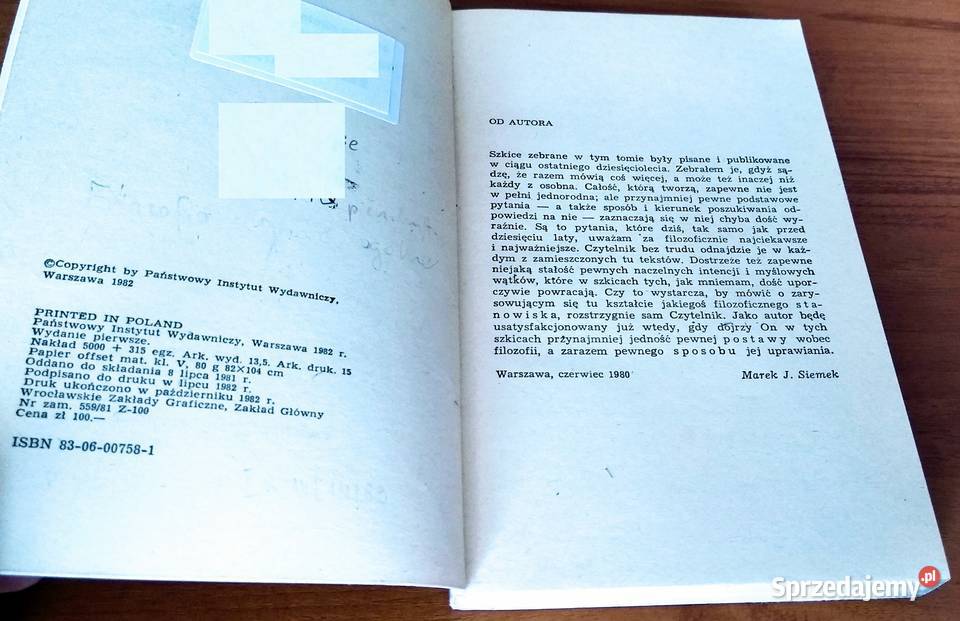 ©Copyright by Państwowy Instytut Wydawniczy,
Warszawa 1982
PRINTED IN POLAND
Państwowy Instytut Wydawniczy, Warszawa 1982 r.
Wydanie pierwsze.
Nakład 5000 + 315 egz. Ark. wyd. 13,5. Ark. druk. 15
Papier offset mat. kl. V, 80 g 82×104 cm
Oddano do składania 8 lipca 1981 r.
Podpisano do druku w lipcu 1982 r.
Druk ukończono w październiku 1982 r.
Wrocławskie Zakłady Graficzne, Zakład Główny
Nr zam. 559/81 Z-100
Cena zł 100.—
ISBN 83-06-00758-1
OD AUTORA
Szkice zebrane w tym tomie były pisane i publikowane
w ciągu ostatniego dziesięciolecia. Zebrałem je, gdyż są-
dzę, że razem mówią coś więcej, a może też inaczej niż
każdy z osobna. Całość, którą tworzą, zapewne nie jest
w pełni jednorodna; ale przynajmniej pewne podstawowe
pytania — a także sposób i kierunek poszukiwania od-
powiedzi na nie — zaznaczają się w niej chyba dość wy-
raźnie. Są to pytania, które dziś, tak samo jak przed
dziesięciu laty, uważam za filozoficznie najciekawsze
i najważniejsze. Czytelnik bez trudu odnajdzie je w każ-
dym z zamieszczonych tu tekstów. Dostrzeże też zapewne
niejaką stałość pewnych naczelnych intencji i myślowych
wątków, które w szkicach tych, jak mniemam, dość upor-
czywie powracają. Czy to wystarcza, by mówić o zary-
sowującym się tu kształcie jakiegoś filozoficznego sta-
nowiska, rozstrzygnie sam Czytelnik. Jako autor będę
usatysfakcjonowany już wtedy, gdy dojrzy On w tych
szkicach przynajmniej jedność pewnej postawy wobec
filozofii, a zarazem pewnego sposobu jej uprawiania.
Warszawa, czerwiec 1980
Marek J. Siemek
Sprzedajemy.pl